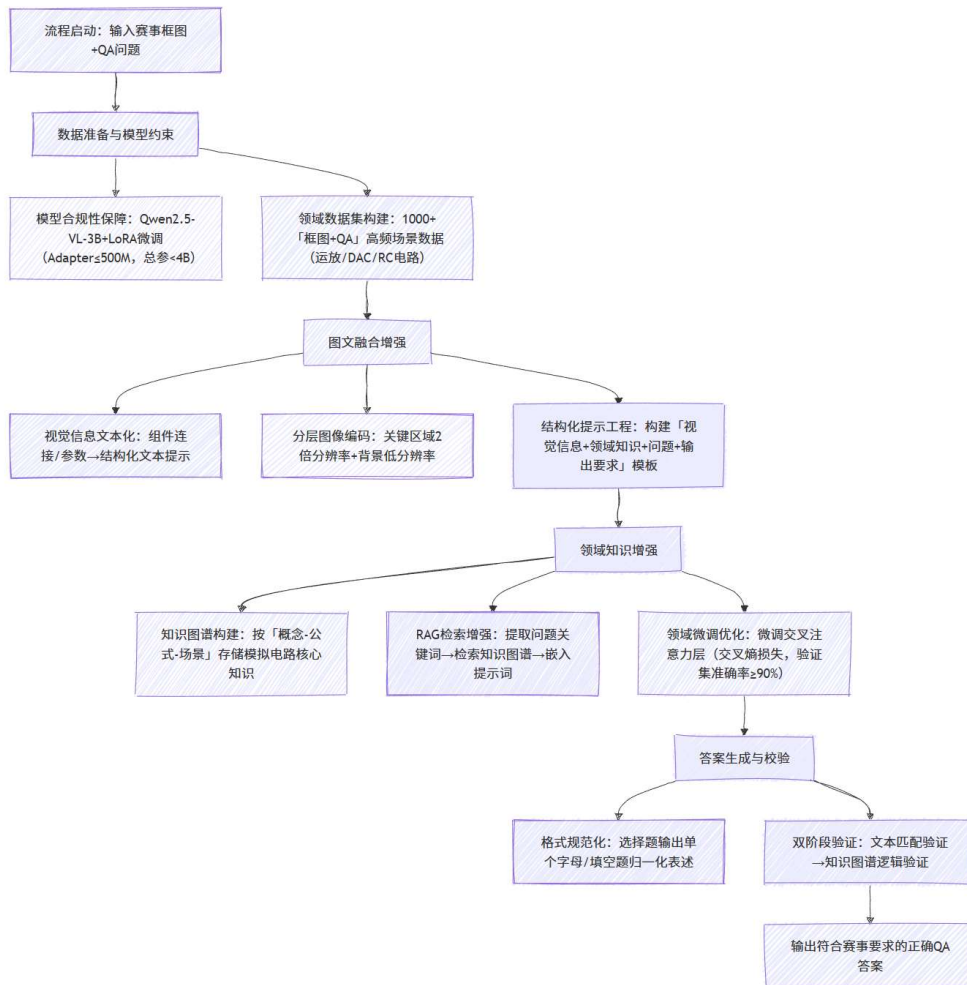 流程启动：输入赛事框图
+QA问题
数据准备与模型约束
模型合规性保障：Qwen2.5-
VL-3B+LoRA微调
（Adapter≤500M，总参<4B）
领域数据集构建：1000+
「框图+QA」高频场景数据
（运放/DAC/RC电路）
图文融合增强
视觉信息文本化：组件连
接/参数→结构化文本提示
分层图像编码：关键区域2
倍分辨率+背景低分辨率
结构化提示工程：构建「视
觉信息+领域知识+问题+输
出要求」模板
领域知识增强
知识图谱构建：按「概念-公
式-场景」存储模拟电路核心
知识
RAG检索增强：提取问题关
键词→检索知识图谱→嵌入
提示词
领域微调优化：微调交叉注
意力层（交叉熵损失，验证
集准确率≥90%）
答案生成与校验
格式规范化：选择题输出单
个字母/填空题归一化表述
双阶段验证：文本匹配验证
→知识图谱逻辑验证
输出符合赛事要求的正确QA
答案